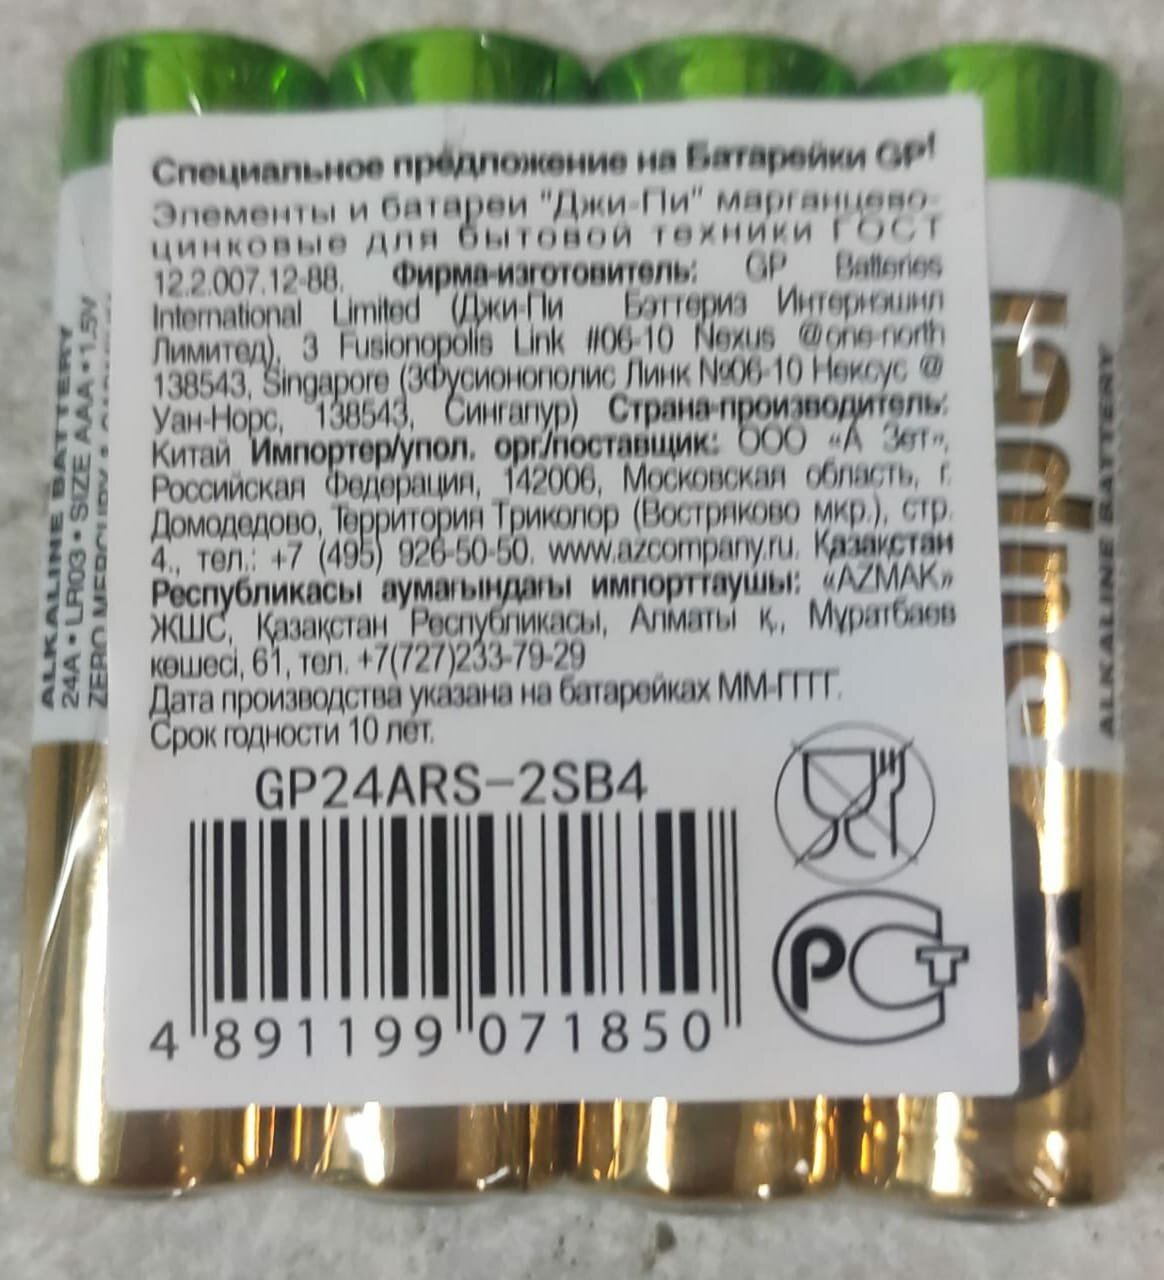 Специальное предложение на Батарейки GP!
Элементы и батареи "Джи-Пи" марганцево-
цинковые для бытовой техники ГОСТ
12.2.007.12-88. Фирма-изготовитель: GP Batteries
International Limited (Джи-Пи Бэттериз Интернэшнл
Лимитед), 3 Fusionopolis Link #06-10 Nexus @one-north
138543, Singapore (3Фусионополис Линк №06-10 Нексус @
Уан-Норс, 138543, Сингапур) Страна-производитель:
Китай Импортер/упол. орг./поставщик: ООО «А Зет»,
Российская Федерация, 142006, Московская область, г.
Домодедово, Территория Триколор (Востряково мкр.), стр.
4., тел.: +7 (495) 926-50-50. www.azcompany.ru. Қазақстан
Республикасы аумағындағы импорттаушы: «AZMAK»
ЖШС, Қазақстан Республикасы, Алматы қ., Мұратбаев
көшесі, 61, тел. +7(727)233-79-29
Дата производства указана на батарейках ММ-ГГГГ.
Срок годности 10 лет.
GP24ARS-2SB4
4 891199 071850
РСТ
ALKALINE BATTERY
24A • LR03 • SIZE AAA • 1.5V
ZERO MERCURY &
ALKALINE BATTERY